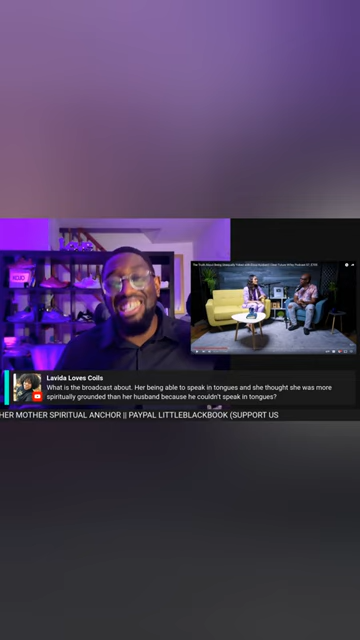 Lavida Loves Coils
What is the broadcast about. Her being able to speak in tongues and she thought she was more
spiritually grounded than her husband because he couldn't speak in tongues?
HER MOTHER SPIRITUAL ANCHOR || PAYPAL LITTLEBLACKBOOK (SUPPORT US